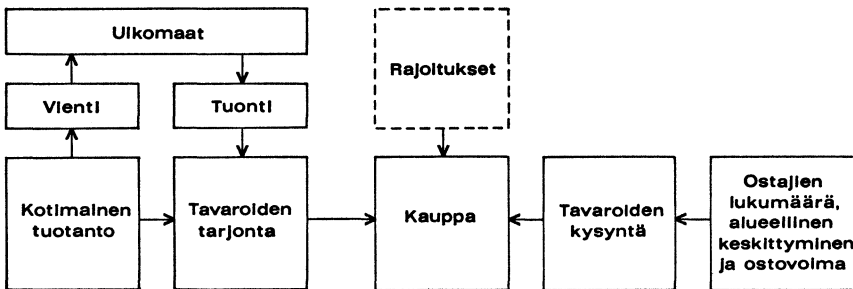 Ulkomaat
Rajoitukset
Vienti
Tuonti
Kotimainen
tuotanto
Tavaroiden
tarjonta
Kauppa
Tavaroiden
kysyntä
Ostajien
lukumäärä,
alueellinen
keskittyminen
ja ostovoima